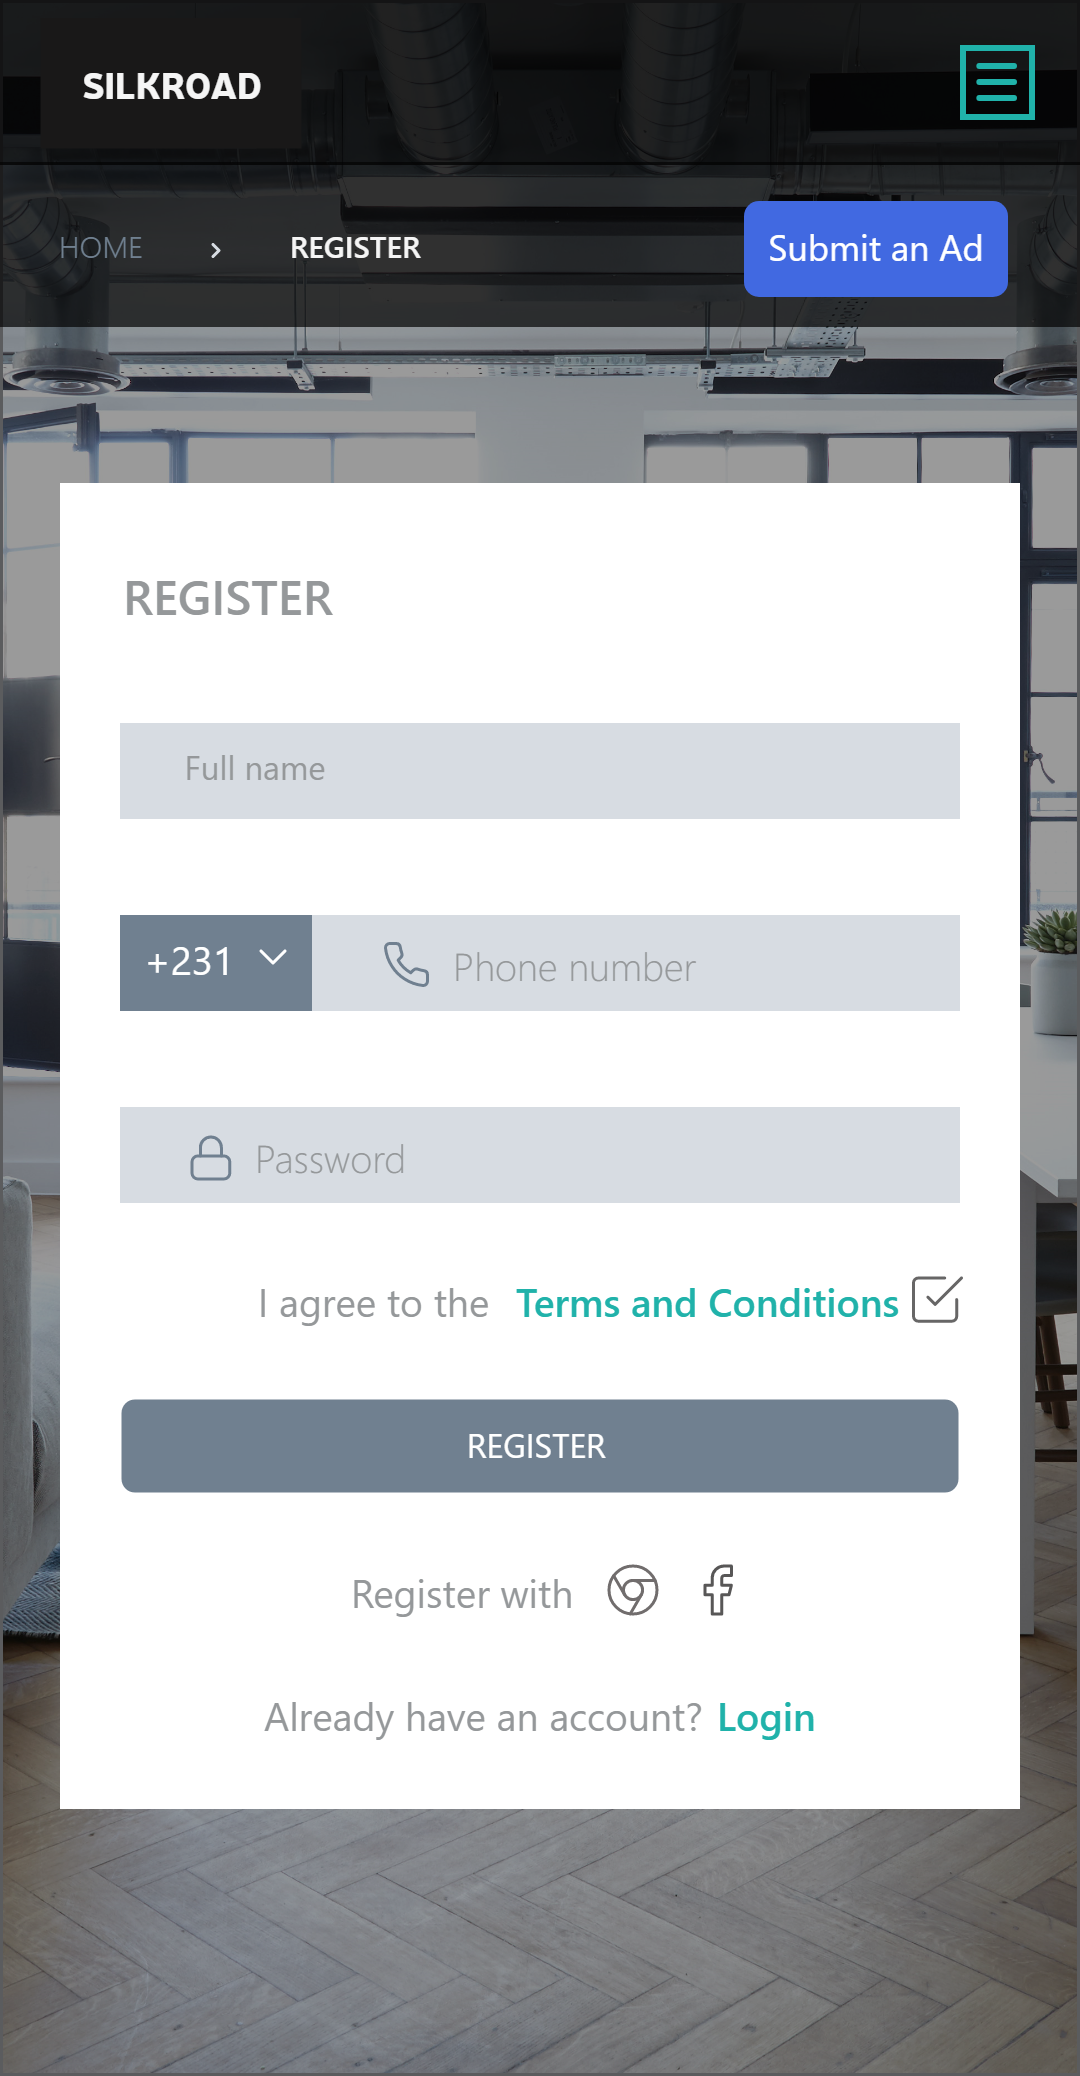 SILKROAD
HOME > REGISTER
Submit an Ad
REGISTER
Full name
+231 Phone number
Password
I agree to the Terms and Conditions
REGISTER
Register with
Already have an account? Login